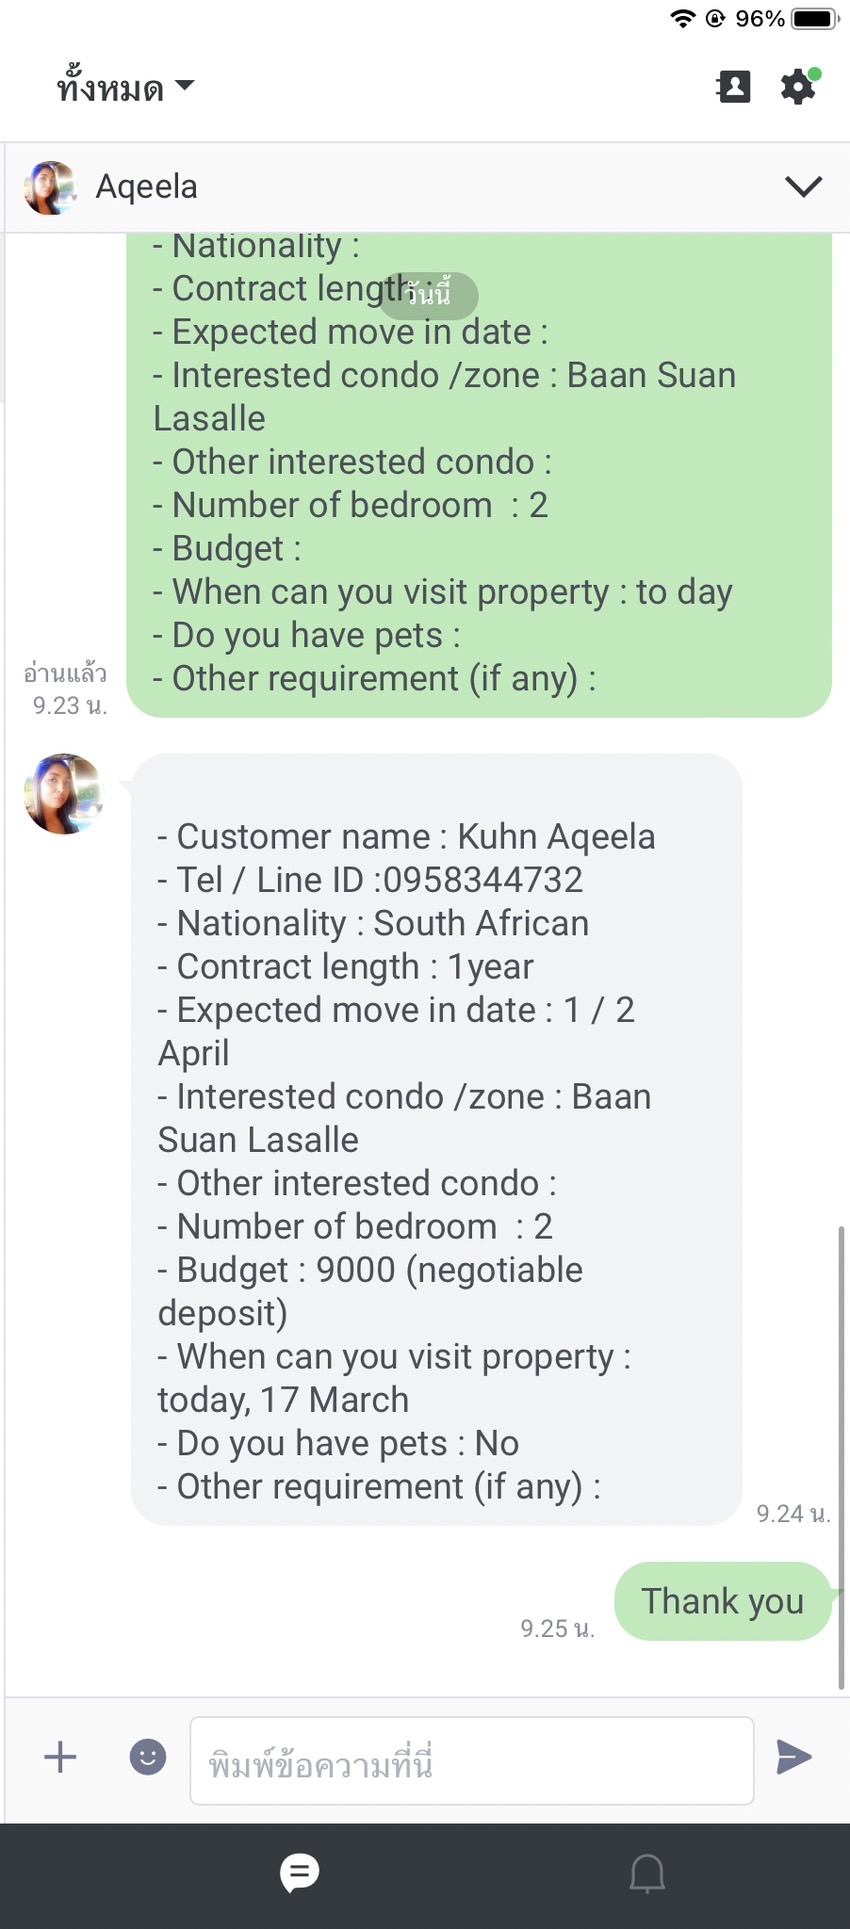 96%
ทั้งหมด
Aqeela
- Nationality :
- Contract length :
วันนี้
- Expected move in date :
- Interested condo /zone : Baan Suan
Lasalle
- Other interested condo :
- Number of bedroom  : 2
- Budget :
- When can you visit property : to day
- Do you have pets :
- Other requirement (if any) :
อ่านแล้ว
9.23 น.
- Customer name : Kuhn Aqeela
- Tel / Line ID :0958344732
- Nationality : South African
- Contract length : 1year
- Expected move in date : 1 / 2
April
- Interested condo /zone : Baan
Suan Lasalle
- Other interested condo :
- Number of bedroom  : 2
- Budget : 9000 (negotiable
deposit)
- When can you visit property :
today, 17 March
- Do you have pets : No
- Other requirement (if any) :
9.24 น.
Thank you
9.25 น.
พิมพ์ข้อความที่นี่